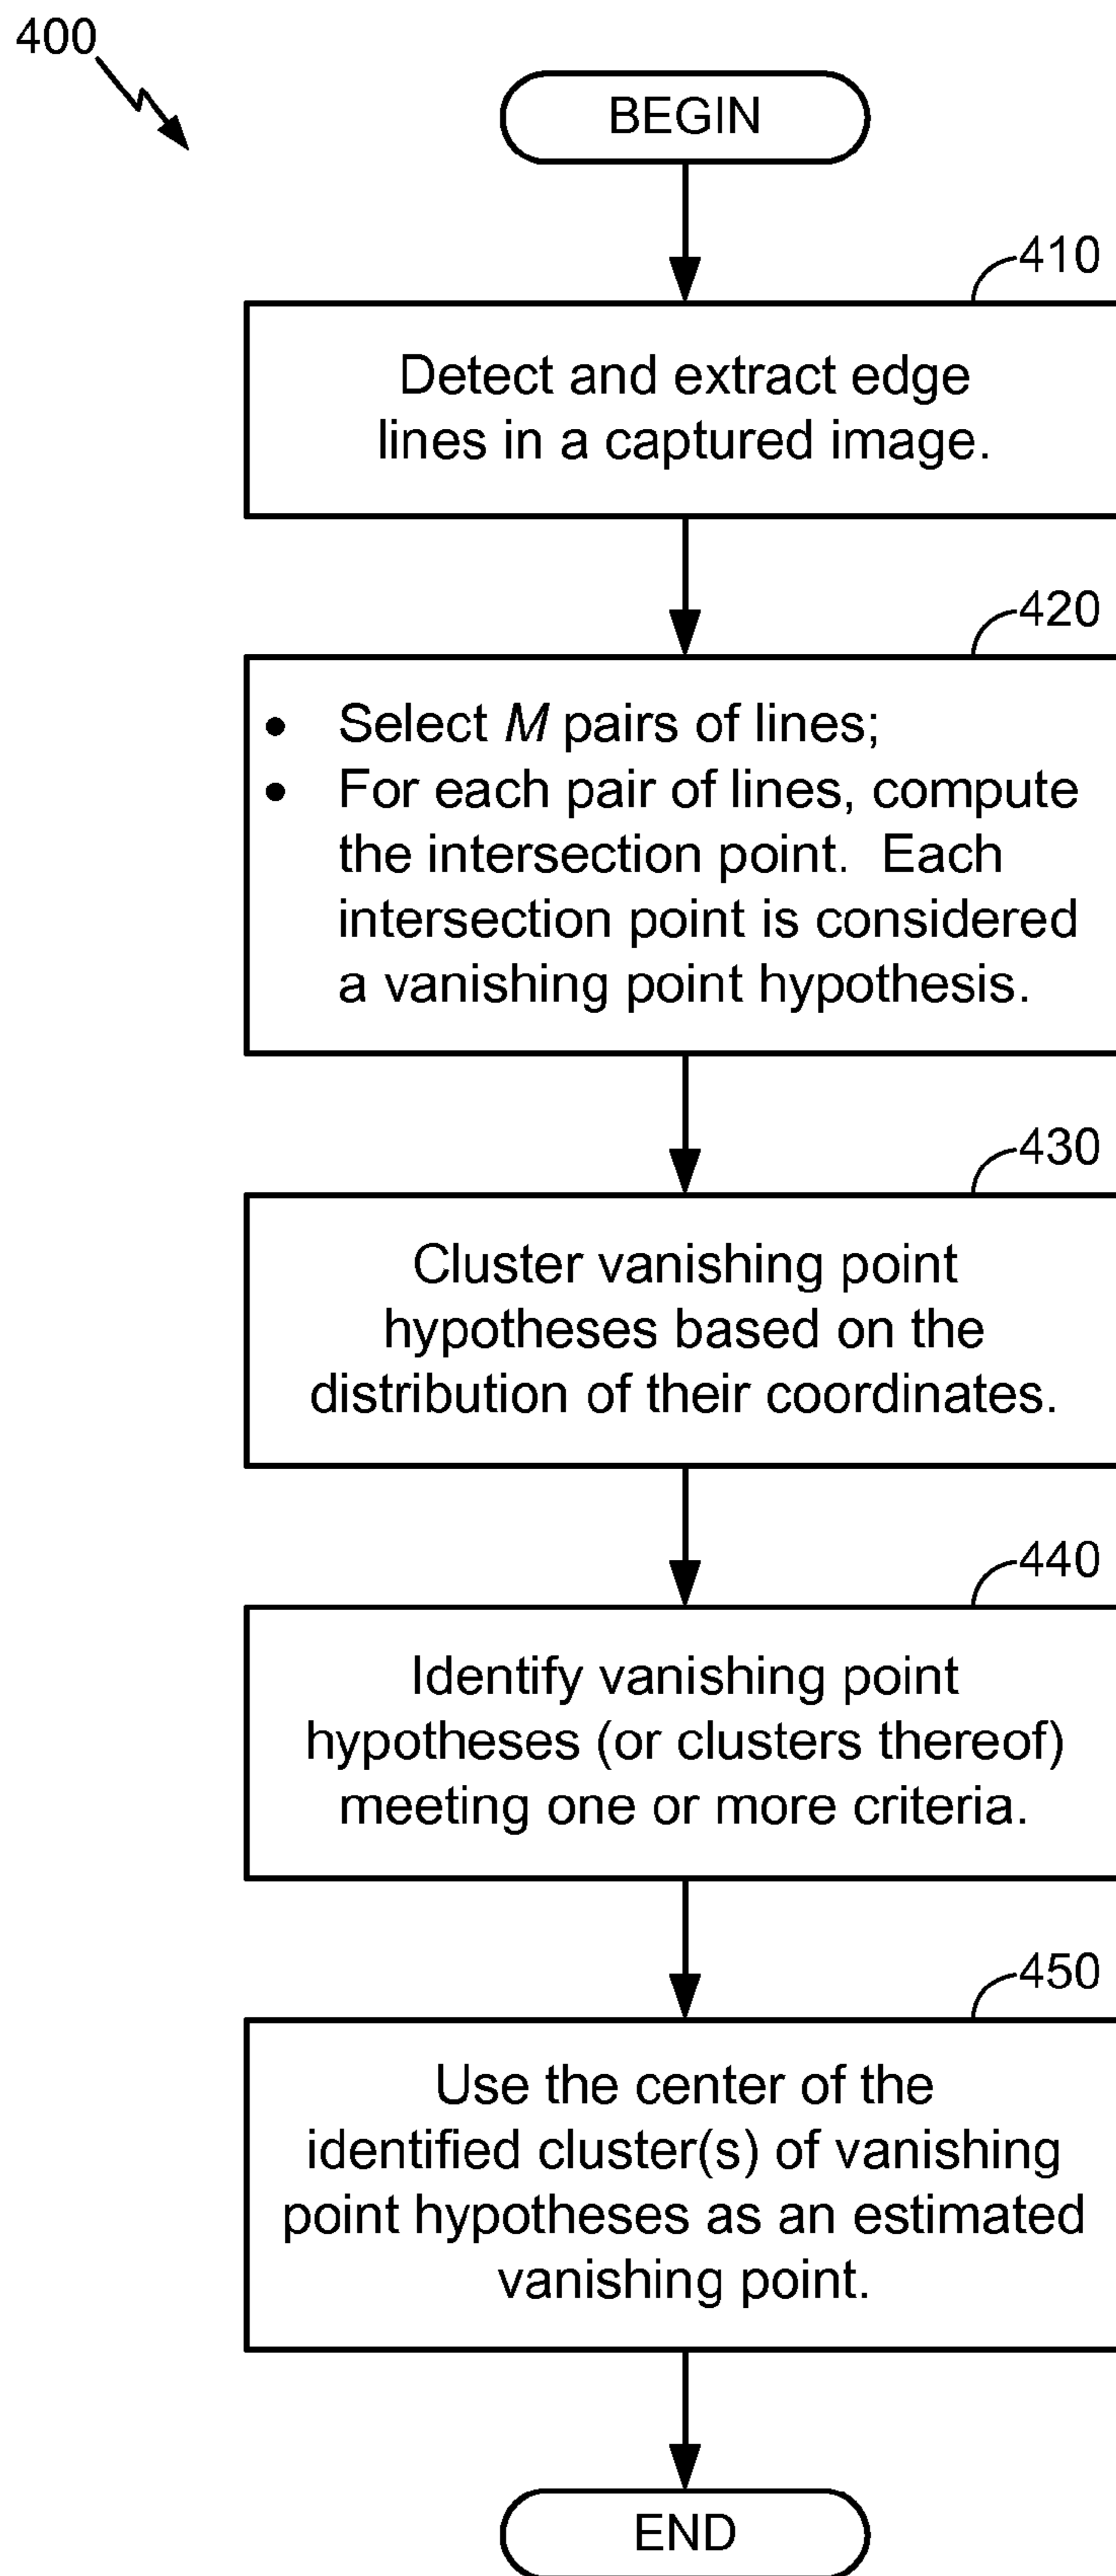 400
BEGIN
410
Detect and extract edge
lines in a captured image.
420
• Select M pairs of lines;
• For each pair of lines, compute
the intersection point. Each
intersection point is considered
a vanishing point hypothesis.
430
Cluster vanishing point
hypotheses based on the
distribution of their coordinates.
440
Identify vanishing point
hypotheses (or clusters thereof)
meeting one or more criteria.
450
Use the center of the
identified cluster(s) of vanishing
point hypotheses as an estimated
vanishing point.
END